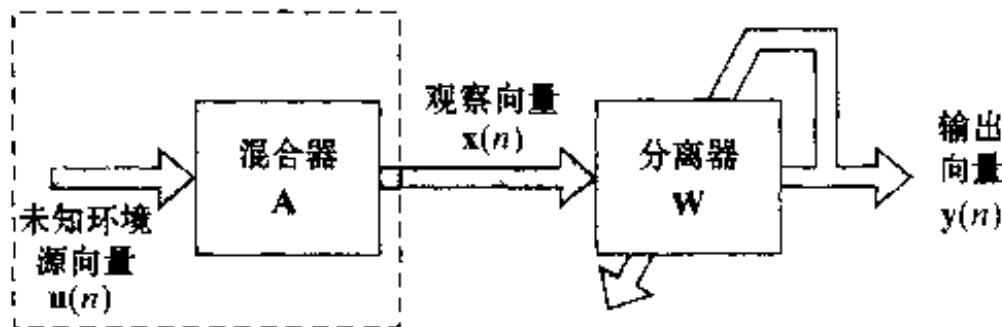 未知环境
源向量
u(n)
混合器
A
观察向量
x(n)
分离器
W
输出
向量
y(n)